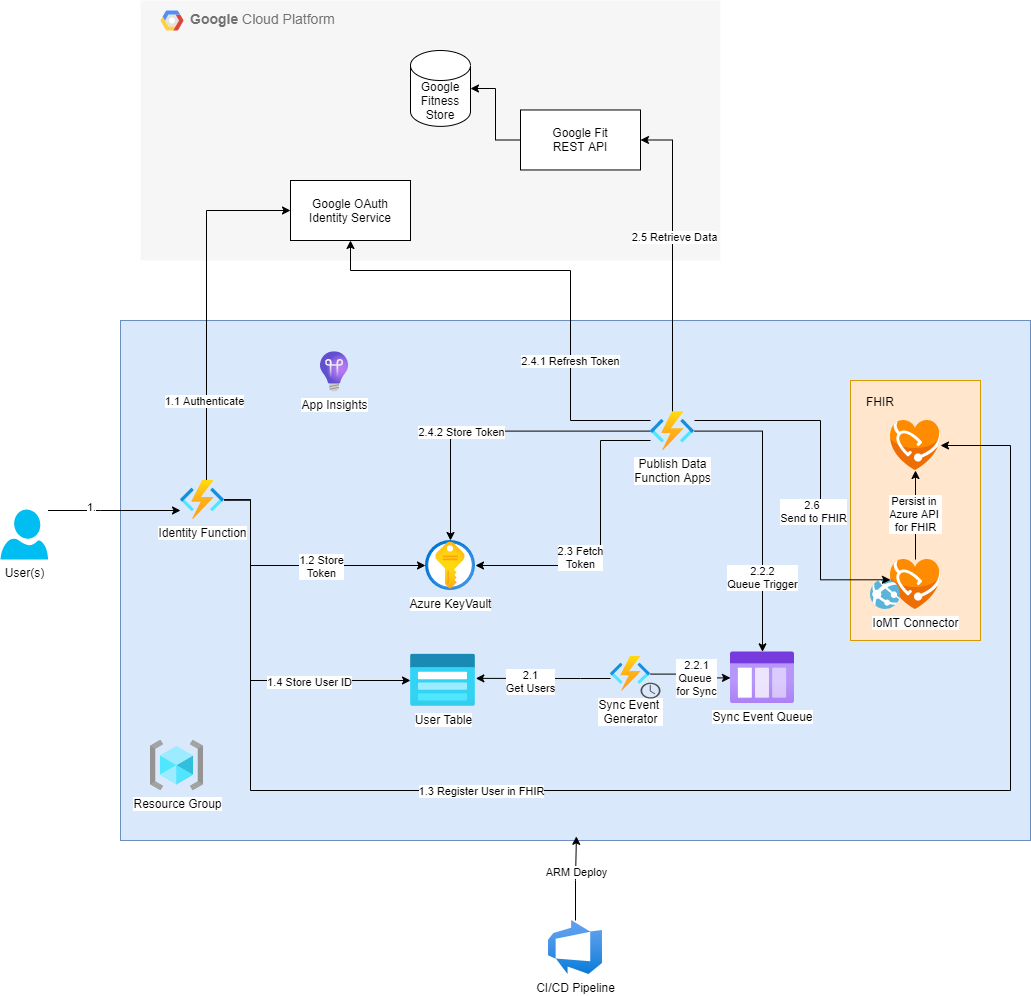 Google Cloud Platform
Google
Fitness
Store
Google Fit
REST API
Google OAuth
Identity Service
2.5 Retrieve Data
2.4.1 Refresh Token
1.1 Authenticate
App Insights
FHIR
2.4.2 Store Token
Publish Data
Function Apps
1.
Identity Function
User(s)
2.6
Send to FHIR
Persist in
Azure API
for FHIR
1.2 Store
Token
2.3 Fetch
Token
2.2.2
Queue Trigger
Azure KeyVault
IoMT Connector
1.4 Store User ID
2.1
Get Users
2.2.1
Queue
for Sync
User Table
Sync Event
Generator
Sync Event Queue
Resource Group
1.3 Register User in FHIR
ARM Deploy
CI/CD Pipeline